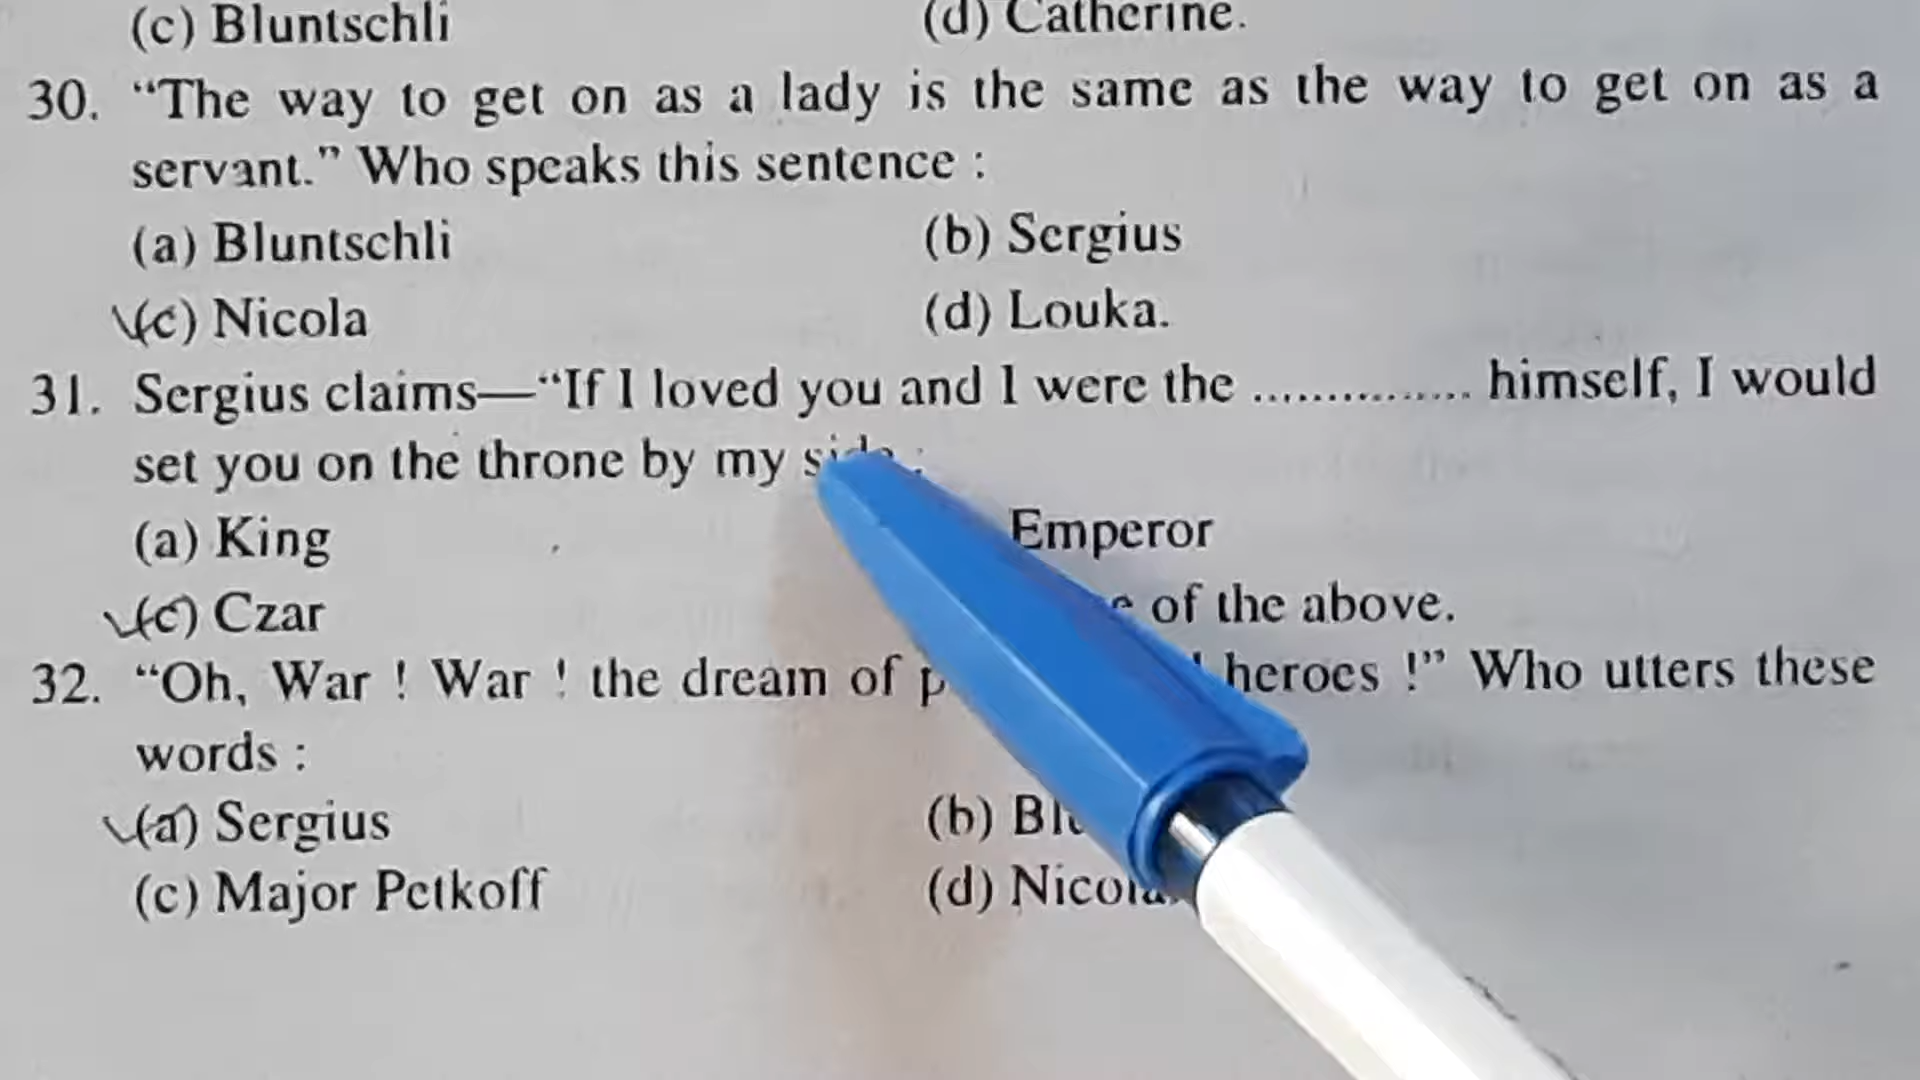 (c) Bluntschli (d) Catherine.
30. “The way to get on as a lady is the same as the way to get on as a
servant.” Who speaks this sentence :
(a) Bluntschli (b) Sergius
(c) Nicola (d) Louka.
31. Sergius claims—“If I loved you and I were the ............... himself, I would
set you on the throne by my side :
(a) King Emperor
(c) Czar of the above.
32. “Oh, War ! War ! the dream of heroes !” Who utters these
words :
(a) Sergius (b)
(c) Major Petkoff (d) Nicola.